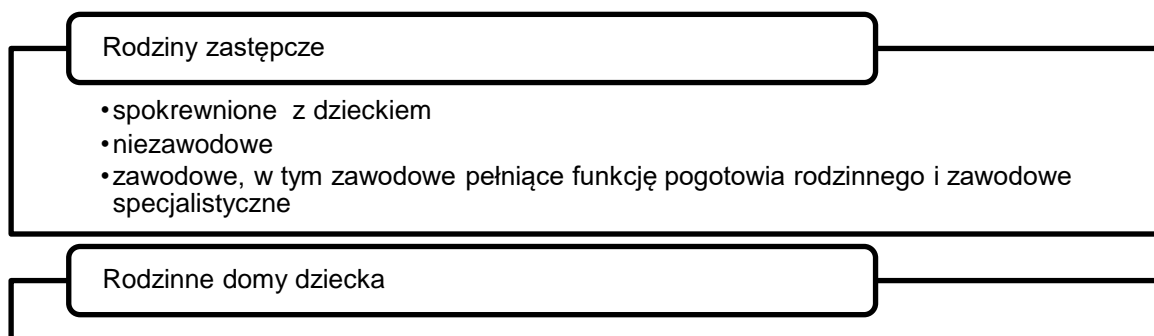 Rodziny zastępcze
•spokrewnione z dzieckiem
•niezawodowe
•zawodowe, w tym zawodowe pełniące funkcję pogotowia rodzinnego i zawodowe
specjalistyczne
Rodzinne domy dziecka